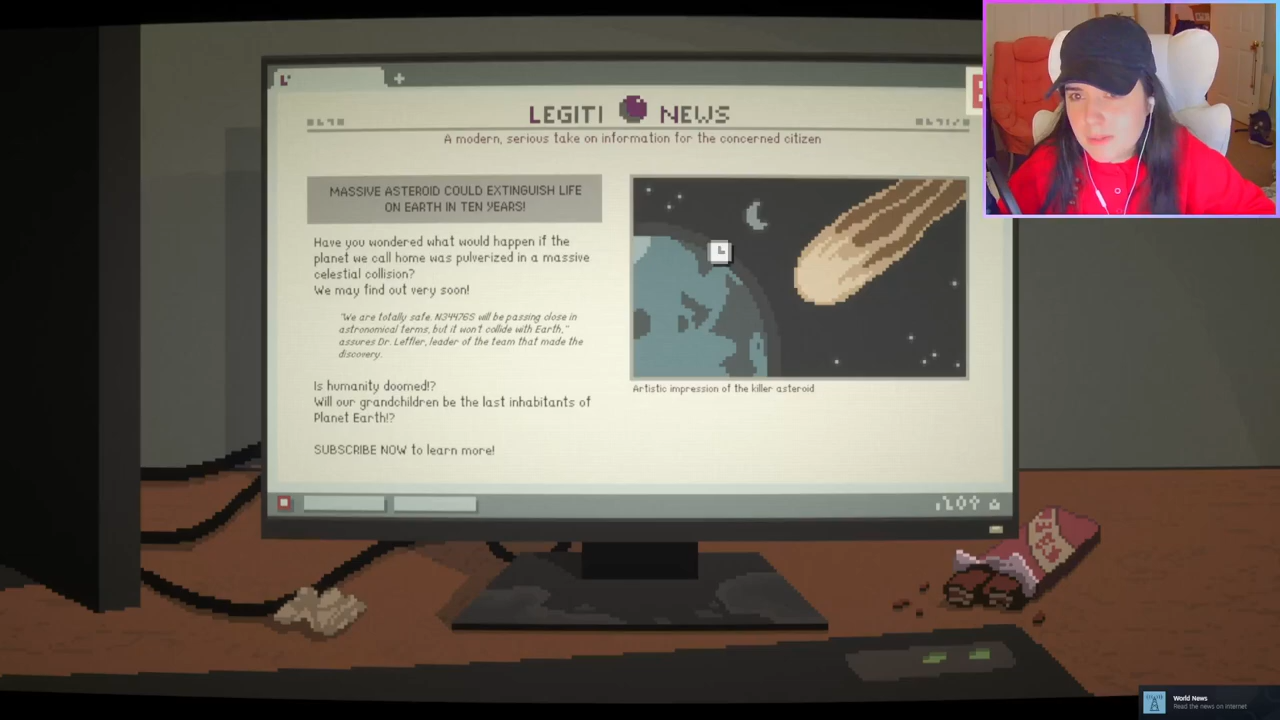 LEGITI NEWS
A modern, serious take on information for the concerned citizen
MASSIVE ASTEROID COULD EXTINGUISH LIFE
ON EARTH IN TEN YEARS!
Have you wondered what would happen if the
planet we call home was pulverized in a massive
celestial collision?
We may find out very soon!
"We are totally safe. N34476S will be passing close in
astronomical terms, but it won't collide with Earth,"
assures Dr. Leffler, leader of the team that made the
discovery.
Is humanity doomed!?
Will our grandchildren be the last inhabitants of
Planet Earth!?
SUBSCRIBE NOW to learn more!
Artistic impression of the killer asteroid
World News
Read the news on Internet